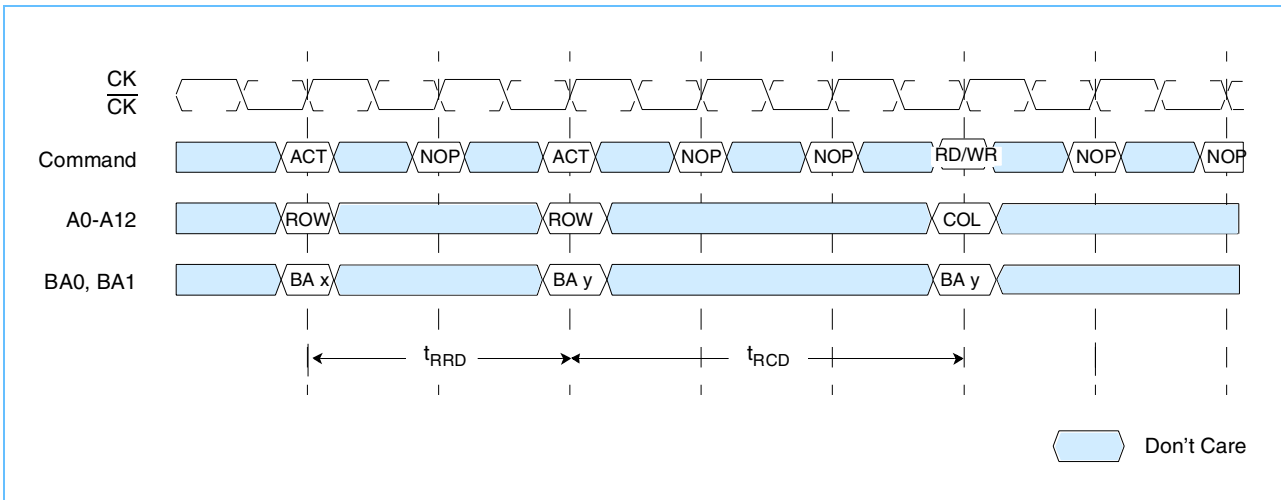 CK
CK
Command ACT NOP ACT NOP NOP RD/WR NOP NOP
A0-A12 ROW ROW COL
BA0, BA1 BA x BA y BA y
tRRD tRCD
Don't Care